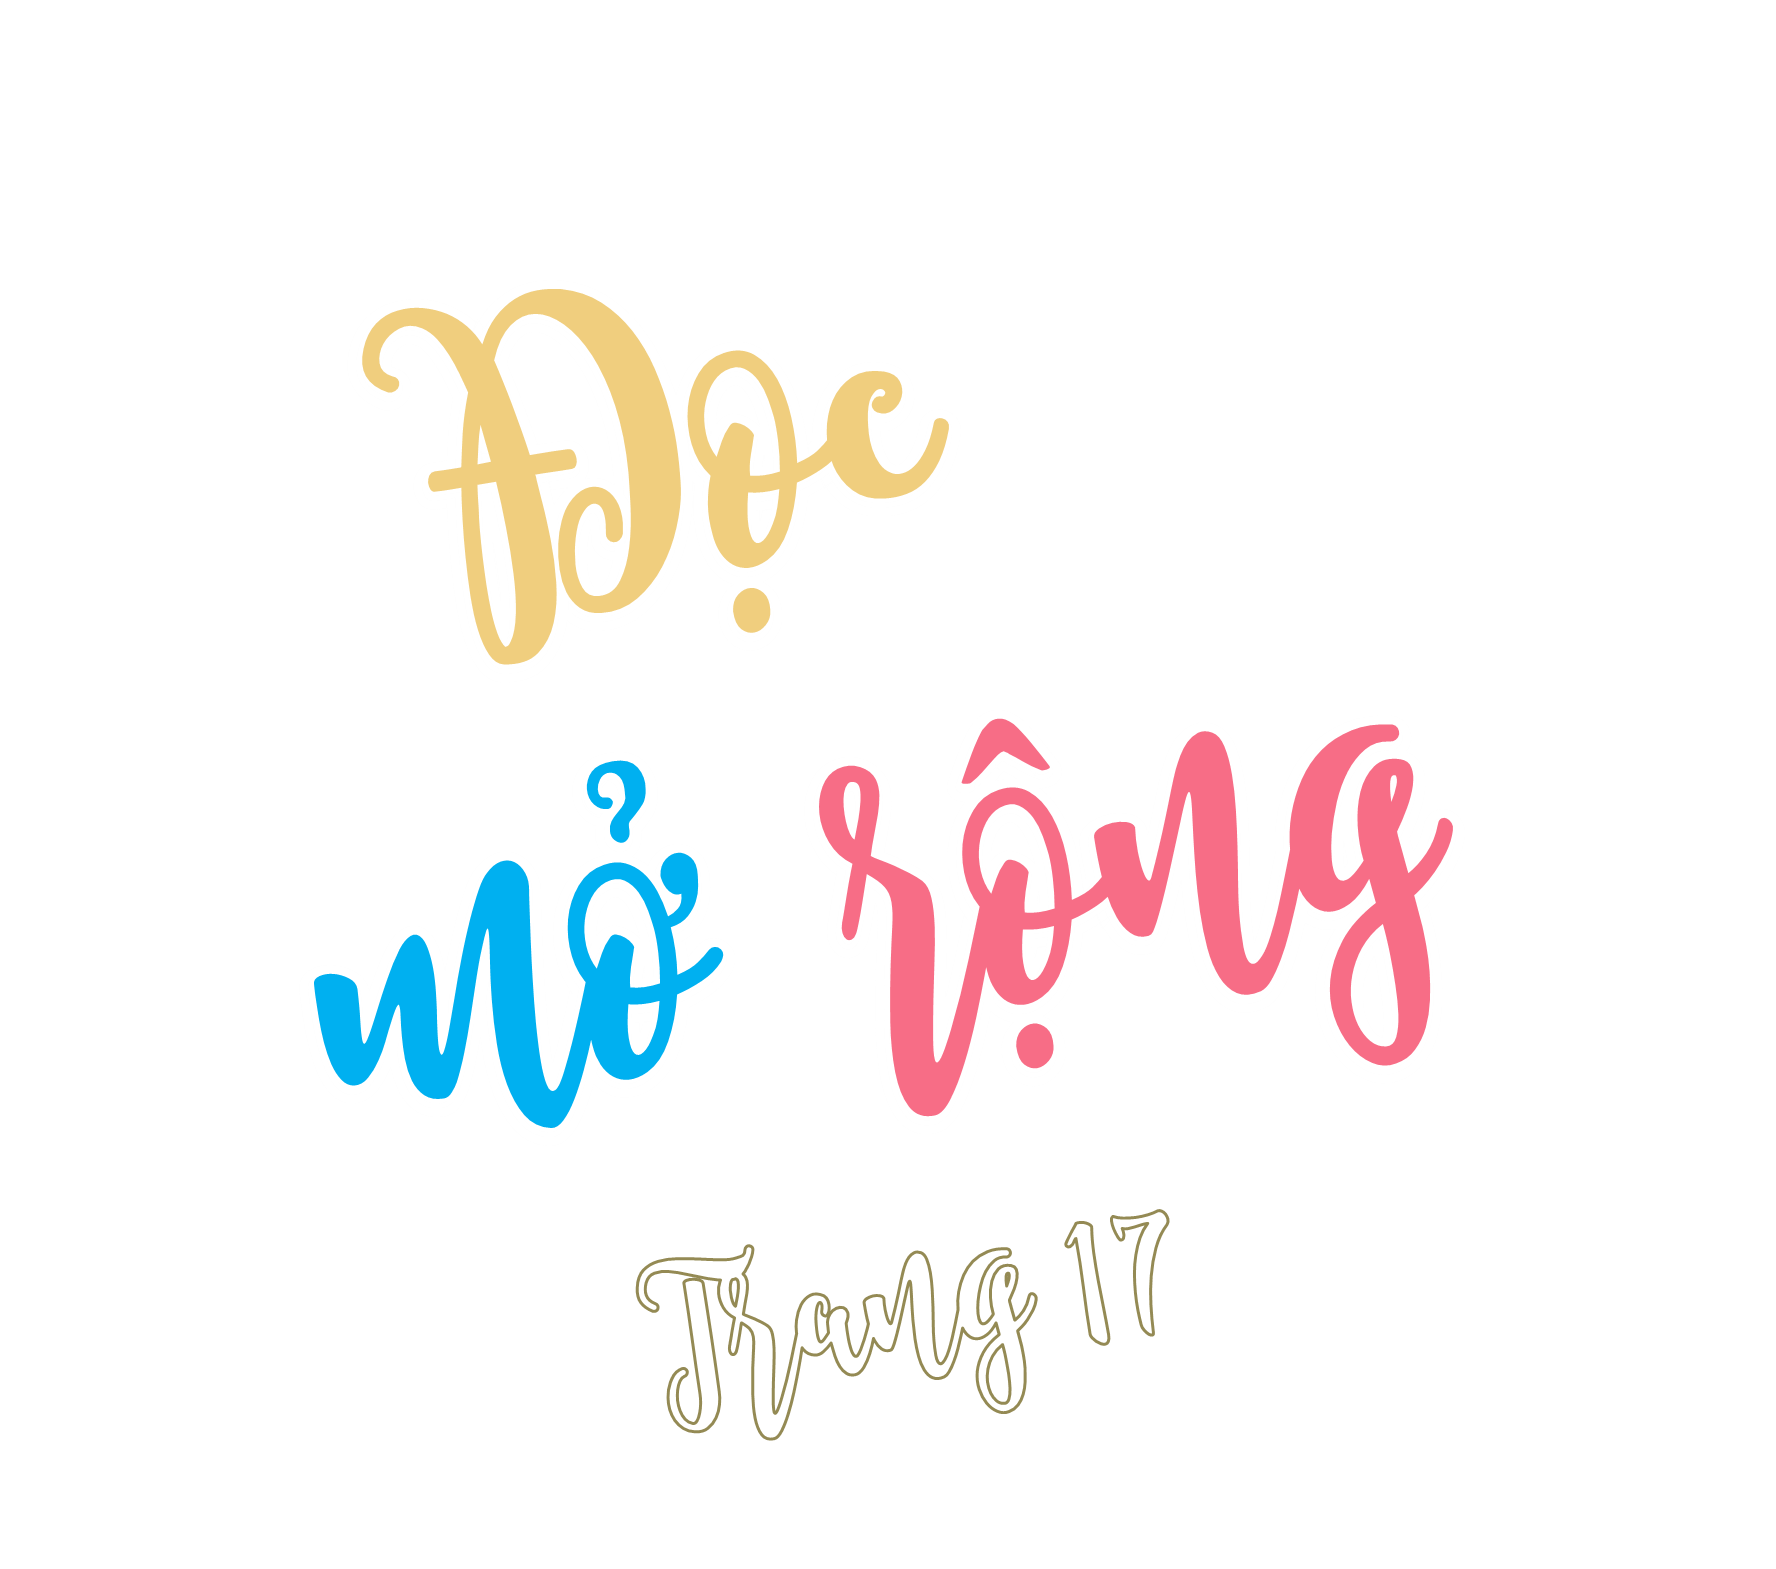 Đọc
mở rộng
Trang 17